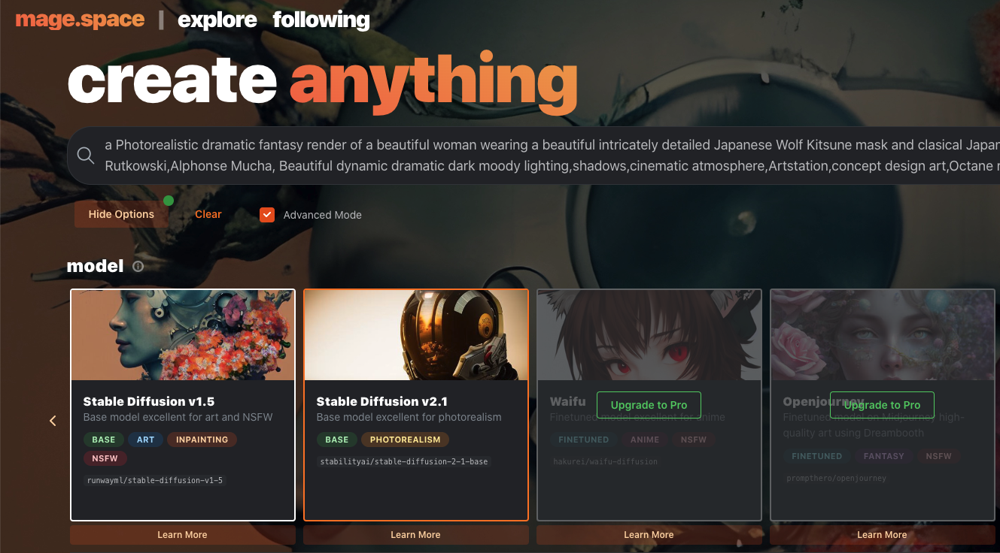 mage.space | explore following
create anything
a Photorealistic dramatic fantasy render of a beautiful woman wearing a beautiful intricately detailed Japanese Wolf Kitsune mask and clasical Japan
Rutkowski,Alphonse Mucha, Beautiful dynamic dramatic dark moody lighting,shadows,cinematic atmosphere,Artstation,concept design art,Octane r
Hide Options Clear Advanced Mode
model
Stable Diffusion v1.5
Base model excellent for art and NSFW
BASE ART INPAINTING
NSFW
runwayml/stable-diffusion-v1-5
Learn More
Stable Diffusion v2.1
Base model excellent for photorealism
BASE PHOTOREALISM
stabilityai/stable-diffusion-2-1-base
Learn More
Waifu
Upgrade to Pro
Finetuned model excellent for anime
FINETUNED ANIME NSFW
hakurei/waifu-diffusion
Learn More
Openjourney
Upgrade to Pro
Finetuned model on Midjourney high-
quality art using Dreambooth
FINETUNED FANTASY NSFW
prompthero/openjourney
Learn More